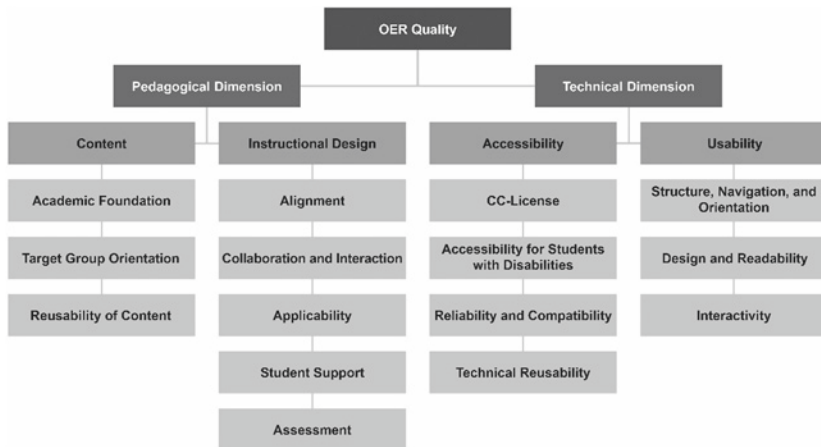 OER Quality
Pedagogical Dimension
Technical Dimension
Content
Instructional Design
Accessibility
Usability
Academic Foundation
Alignment
CC-License
Structure, Navigation, and
Orientation
Target Group Orientation
Collaboration and Interaction
Accessibility for Students
with Disabilities
Design and Readability
Reusability of Content
Applicability
Reliability and Compatibility
Interactivity
Student Support
Technical Reusability
Assessment